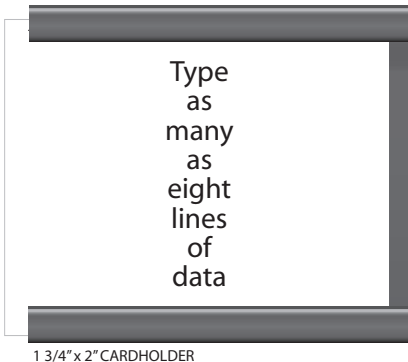 Type
as
many
as
eight
lines
of
data
1 3/4” x 2” CARDHOLDER